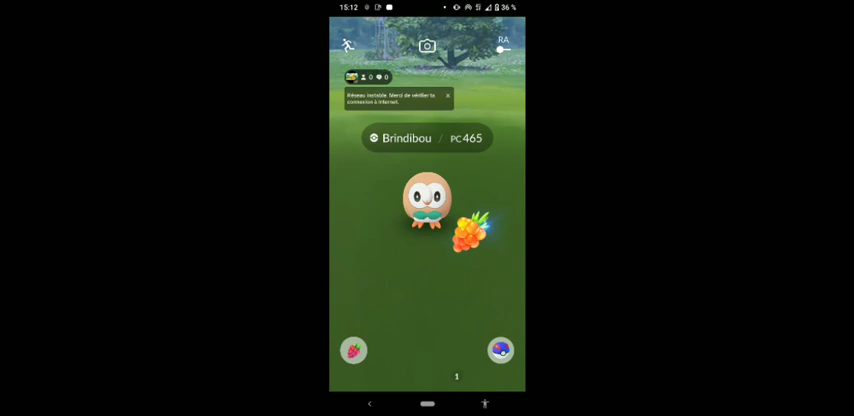 15:12
36 %
RA
0 0
Réseau instable. Merci de vérifier ta
connexion à Internet.
Brindibou / PC465
1